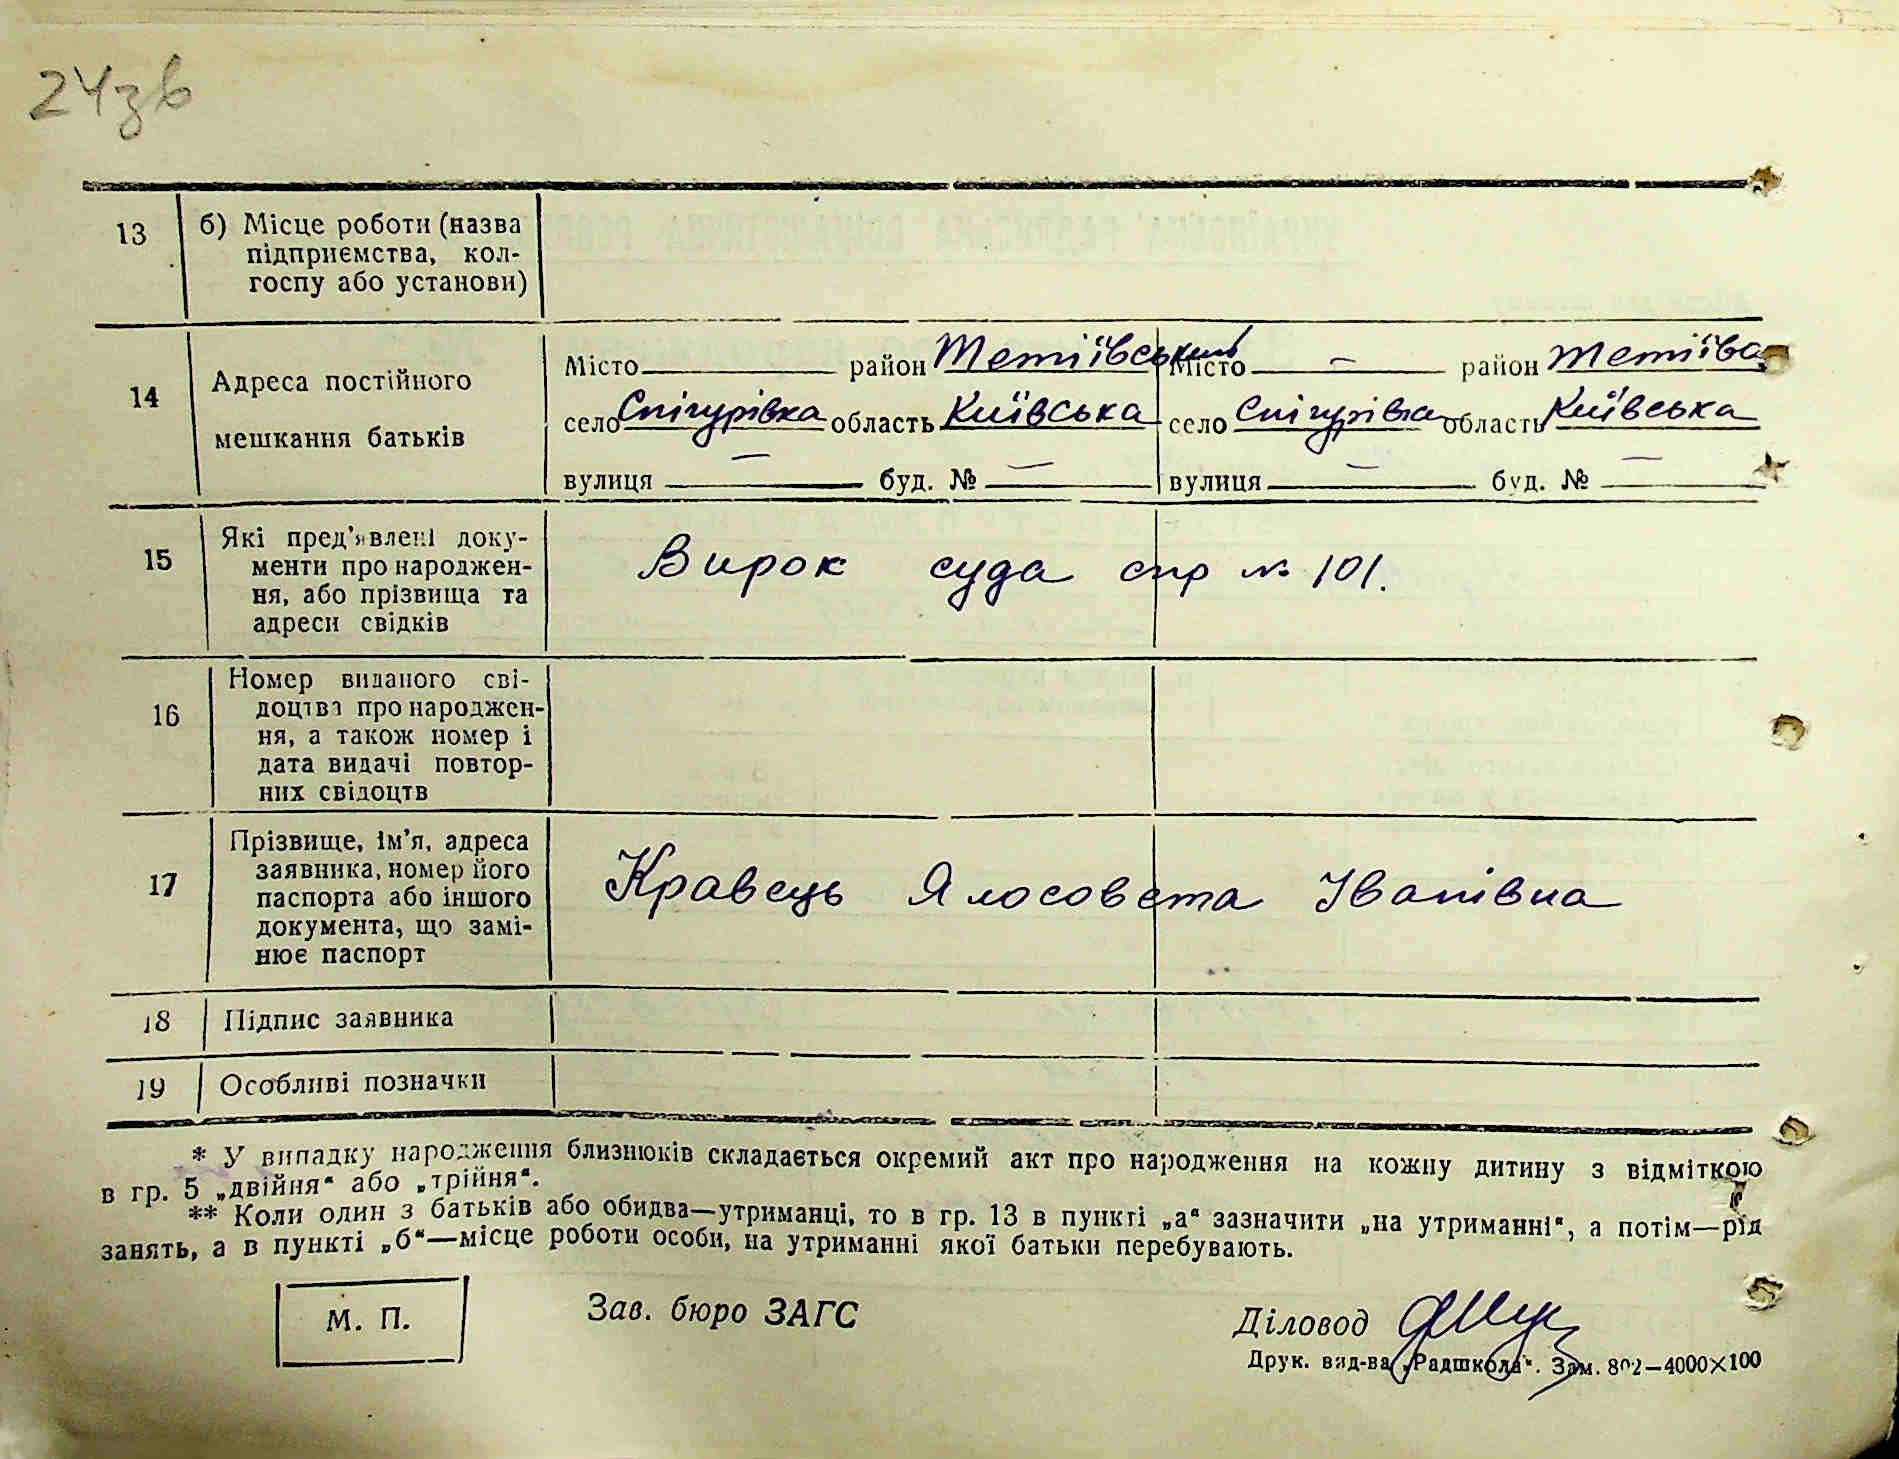 24зв
13
б) Місце роботи (назва
підприємства, кол-
госпу або установи)
14
Адреса постійного
мешкання батьків
Місто — район Тетіївський
село Спігурівка область Київська
вулиця — буд. № —
Місто — район Тетіївс
село Спігурівка область Київська
вулиця — буд. № —
15
Які пред'явлені доку-
менти про народжен-
ня, або прізвища та
адреси свідків
Вирок суда спр № 101.
16
Номер виданого сві-
доцтва про народжен-
ня, а також номер і
дата видачі повтор-
них свідоцтв
17
Прізвище, ім'я, адреса
заявника, номер його
паспорта або іншого
документа, що замі-
нює паспорт
Кравець Ялосовета Іванівна
18
Підпис заявника
19
Особливі позначки
* У випадку народження близнюків складається окремий акт про народження на кожну дитину з відміткою
в гр. 5 „двійня“ або „трійня“.
** Коли один з батьків або обидва—утриманці, то в гр. 13 в пункті „а“ зазначити „на утриманні“, а потім—рід
занять, а в пункті „б“—місце роботи особи, на утриманні якої батьки перебувають.
М. П.
Зав. бюро ЗАГС
Діловод
Друк. вид-ва „Радшкола“. Зам. 802—4000×100